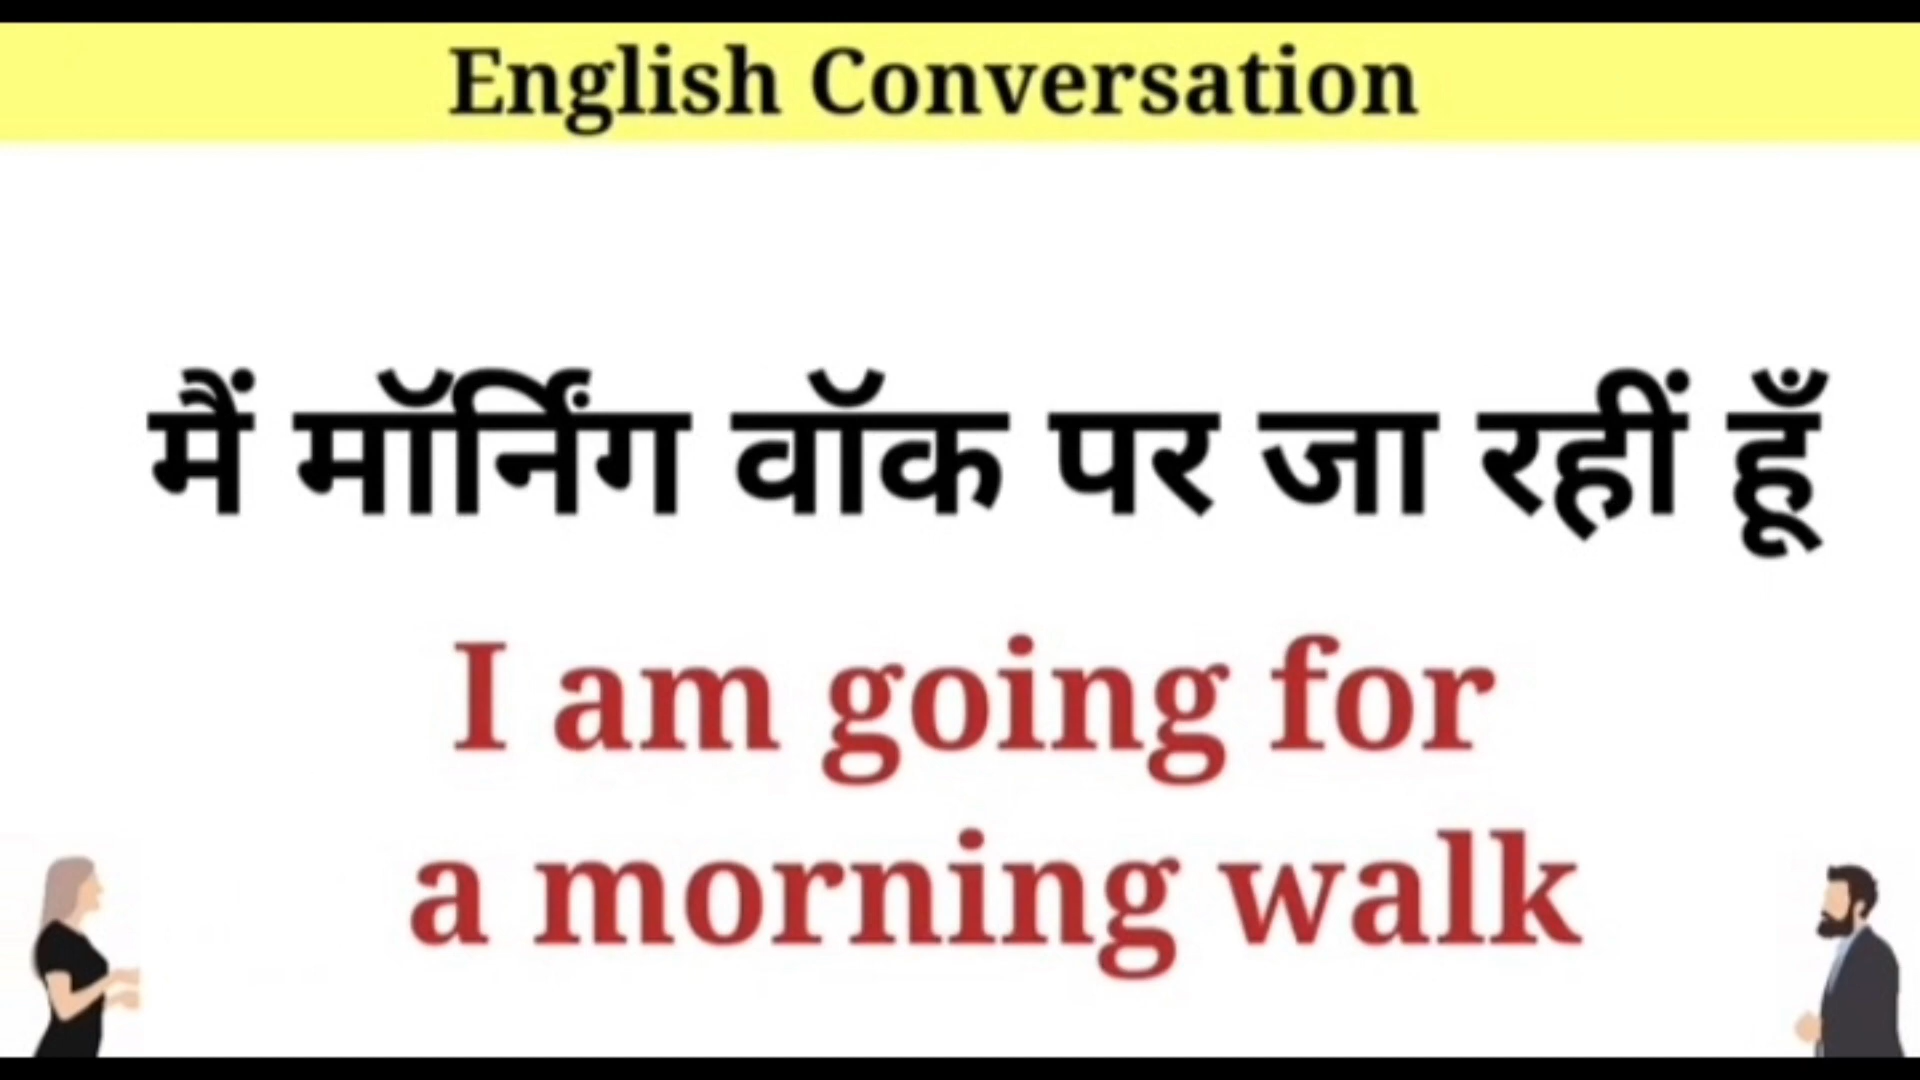 English Conversation
मैं मॉर्निंग वॉक पर जा रहीं हूँ
I am going for
a morning walk